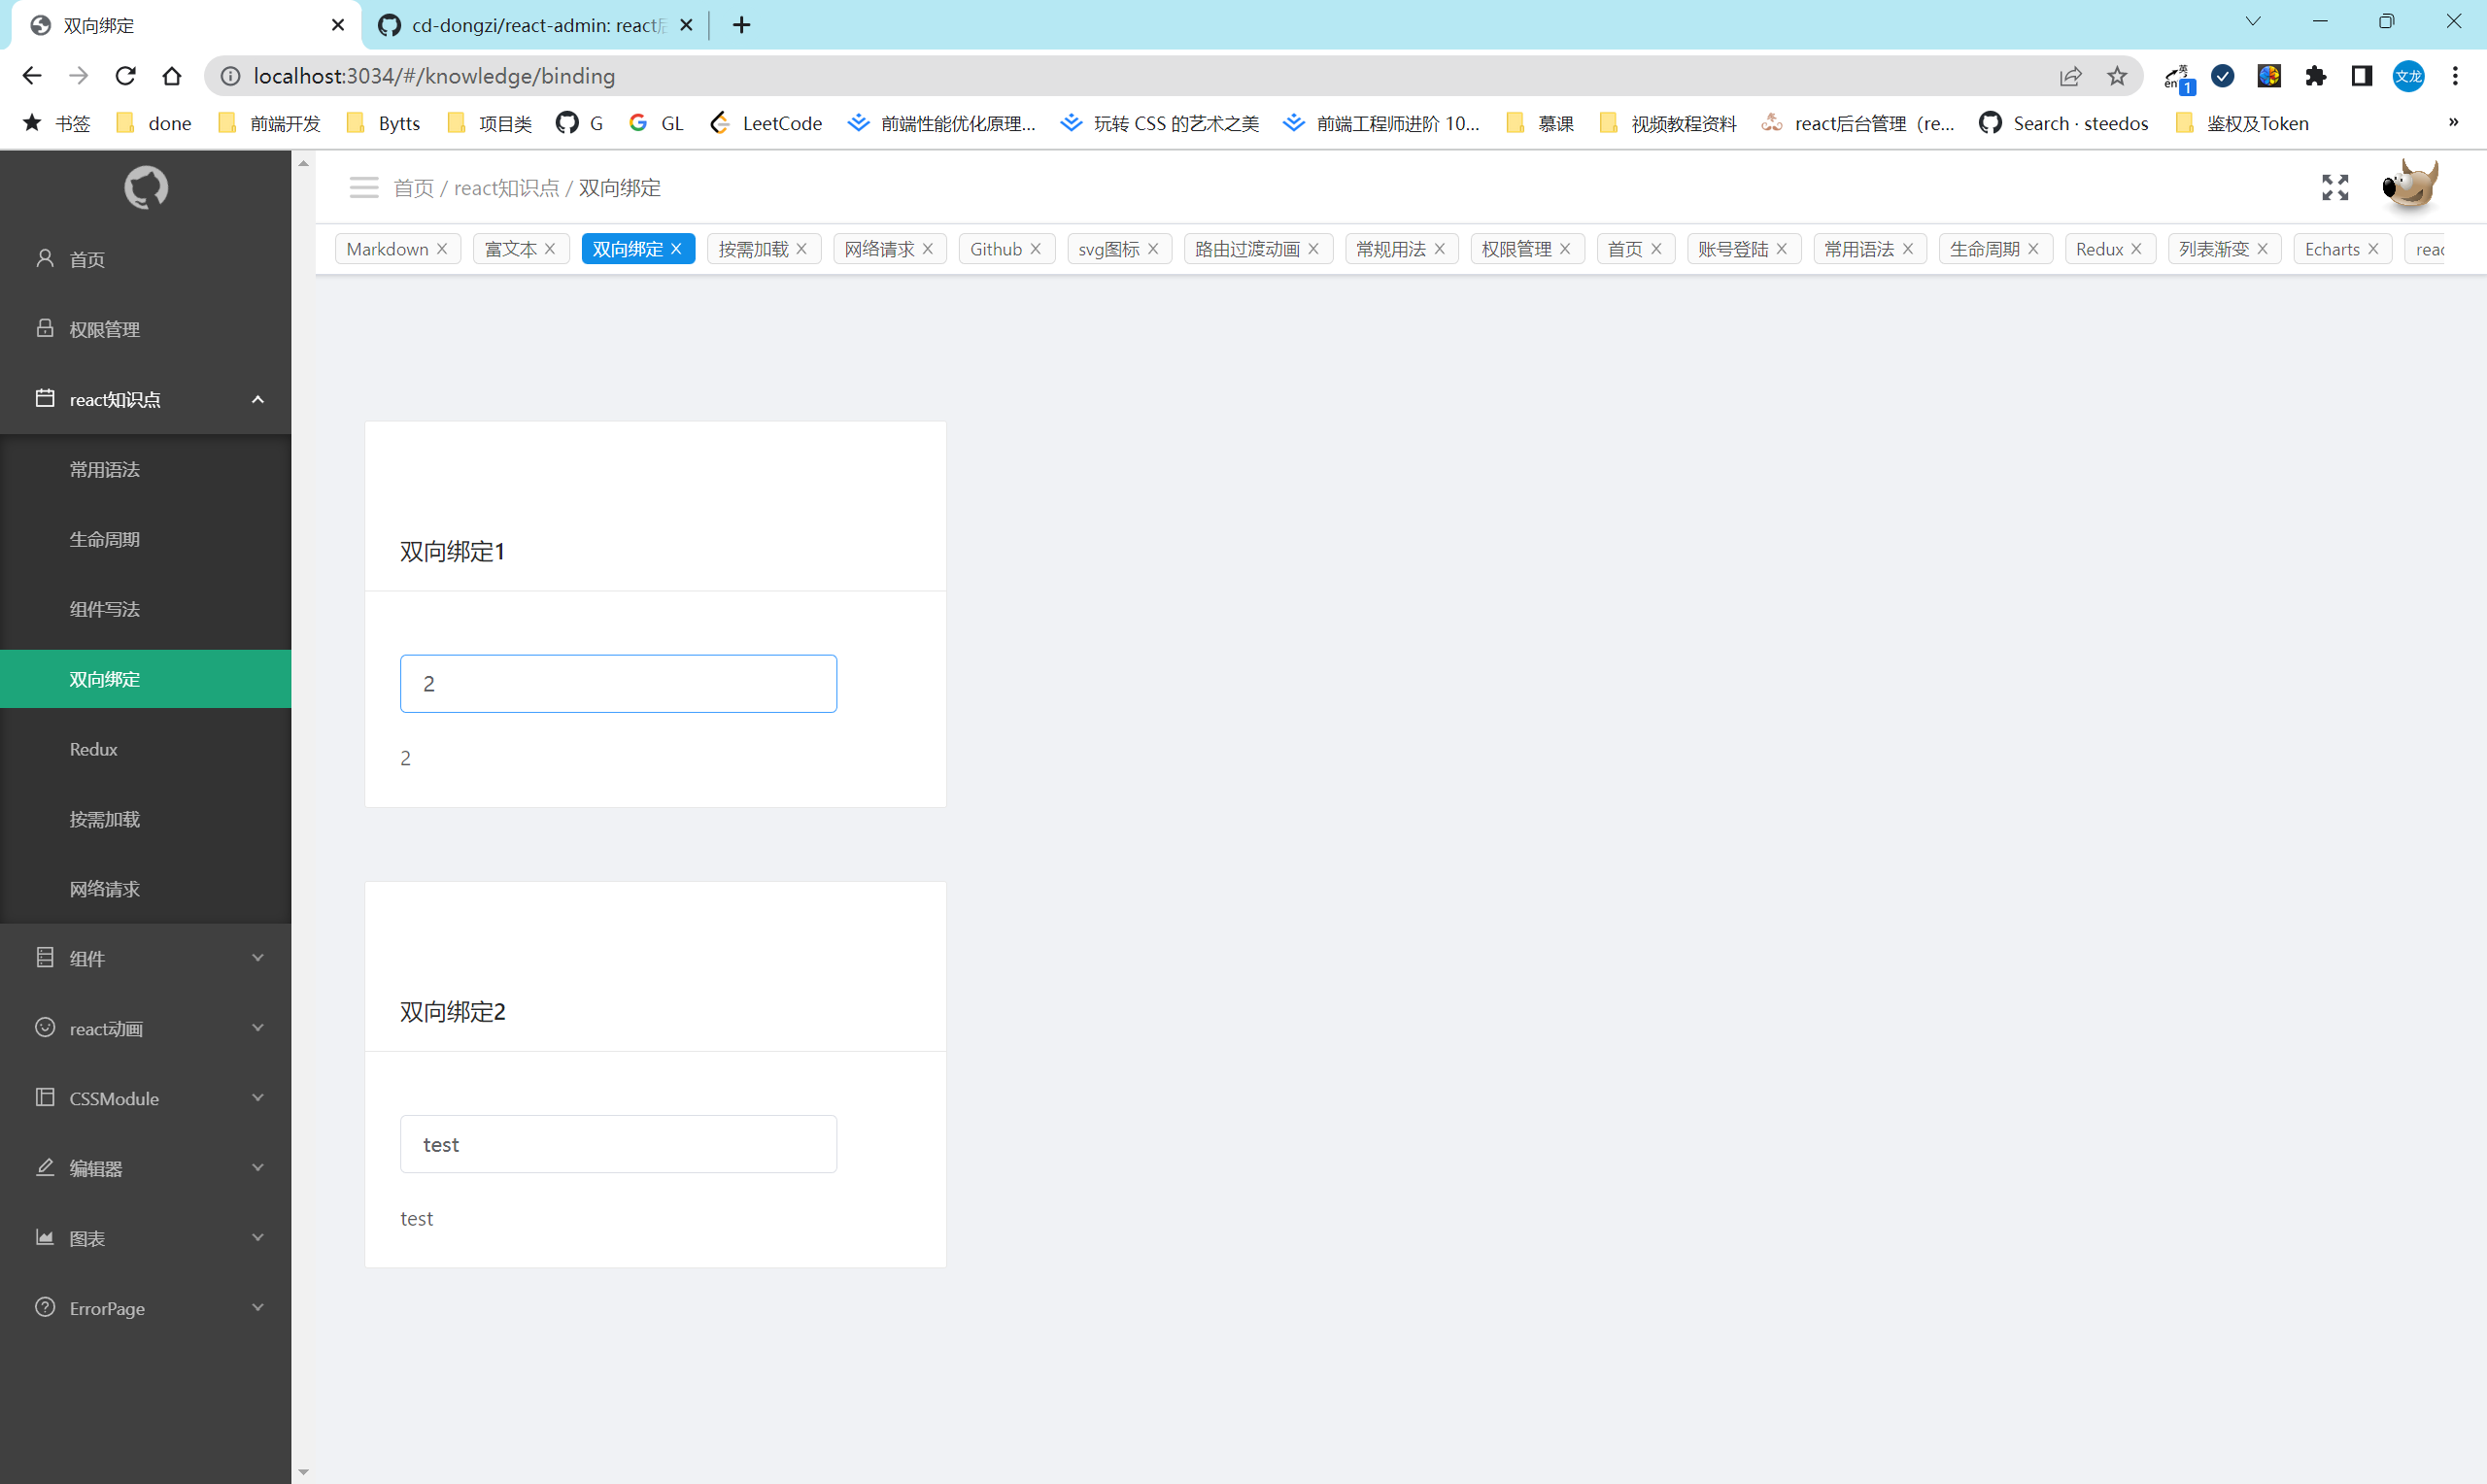 双向绑定
cd-dongzi/react-admin: react后
localhost:3034/#/knowledge/binding
英 en 1
文龙
书签 done 前端开发 Bytts 项目类 G GL LeetCode 前端性能优化原理... 玩转 CSS 的艺术之美 前端工程师进阶 10... 慕课 视频教程资料 react后台管理（re... Search · steedos 鉴权及Token »
首页 / react知识点 / 双向绑定
Markdown 富文本 双向绑定 按需加载 网络请求 Github svg图标 路由过渡动画 常规用法 权限管理 首页 账号登陆 常用语法 生命周期 Redux 列表渐变 Echarts reac
首页
权限管理
react知识点
常用语法
生命周期
组件写法
双向绑定
Redux
按需加载
网络请求
组件
react动画
CSSModule
编辑器
图表
ErrorPage
双向绑定1
2
2
双向绑定2
test
test